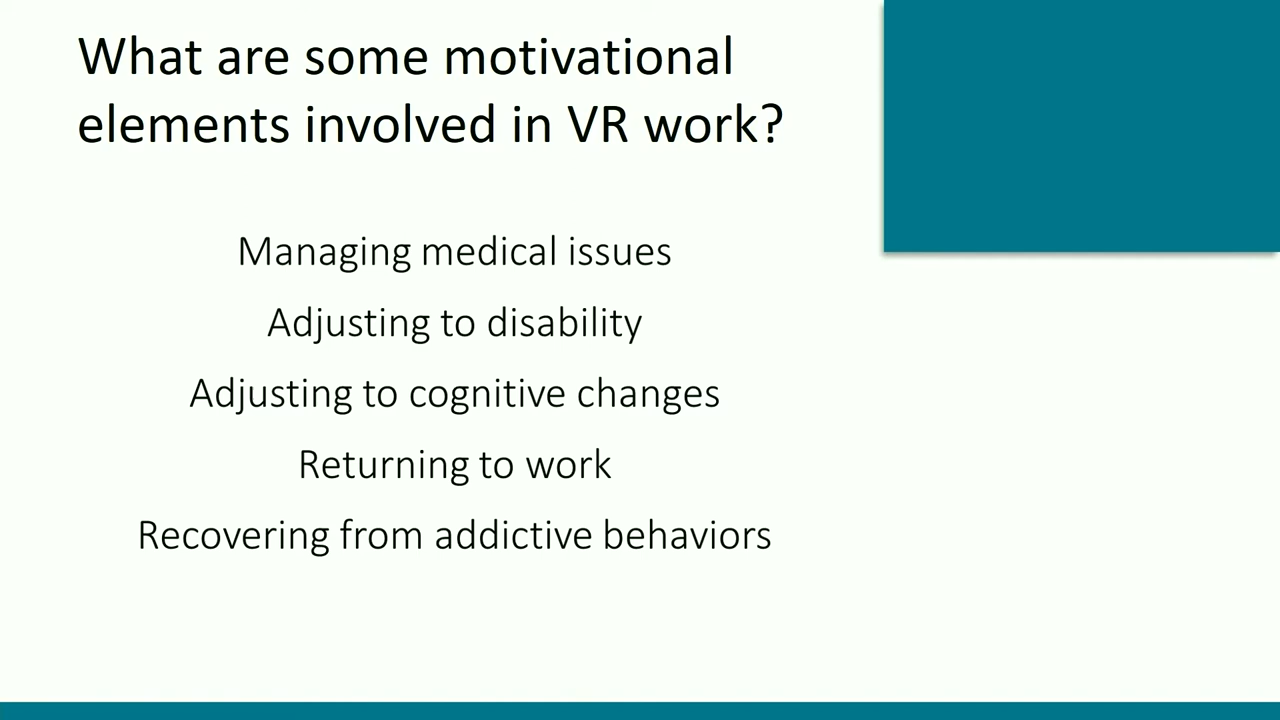 What are some motivational
elements involved in VR work?
Managing medical issues
Adjusting to disability
Adjusting to cognitive changes
Returning to work
Recovering from addictive behaviors